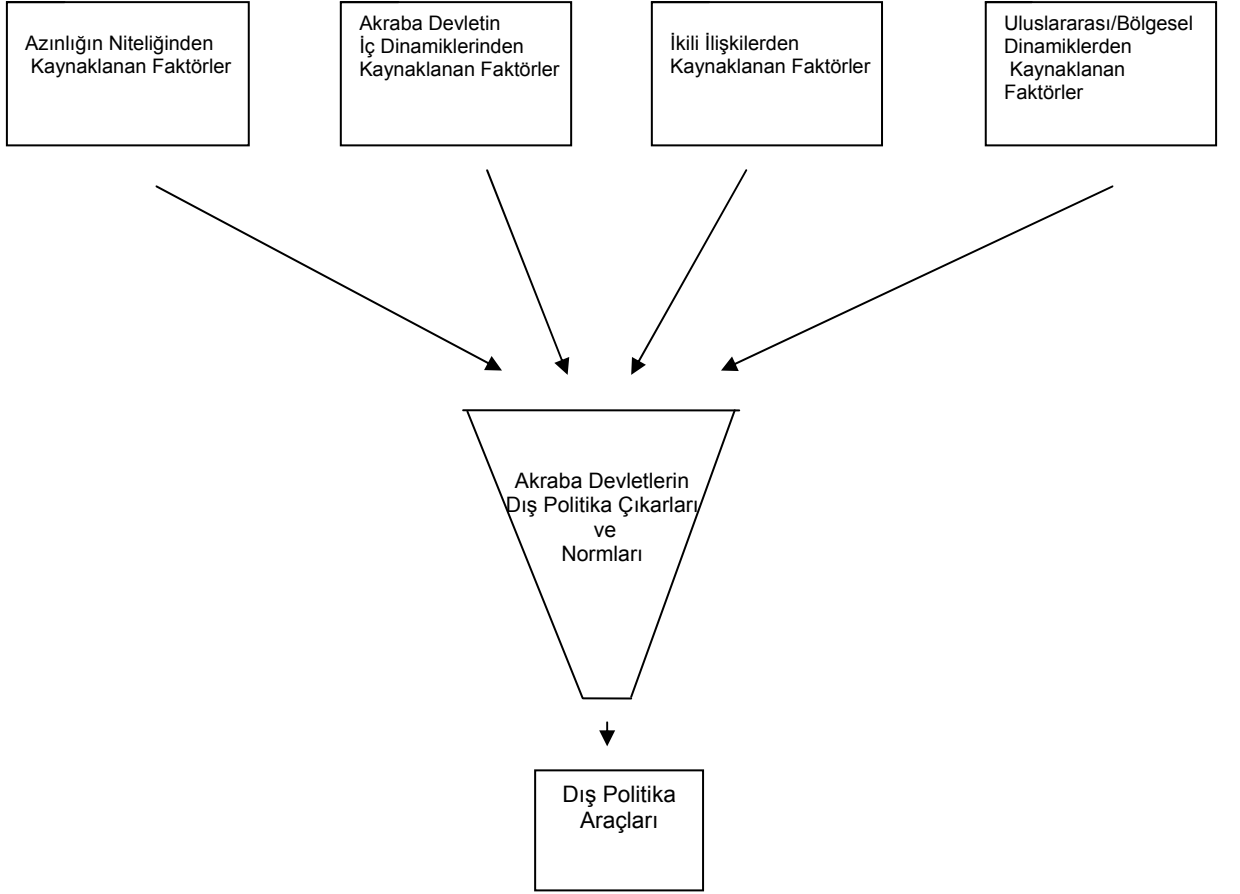 Azınlığın Niteliğinden
Kaynaklanan Faktörler
Akraba Devletin
İç Dinamiklerinden
Kaynaklanan Faktörler
İkili İlişkilerden
Kaynaklanan Faktörler
Uluslararası/Bölgesel
Dinamiklerden
Kaynaklanan
Faktörler
Akraba Devletlerin
Dış Politika Çıkarları
ve
Normları
Dış Politika
Araçları